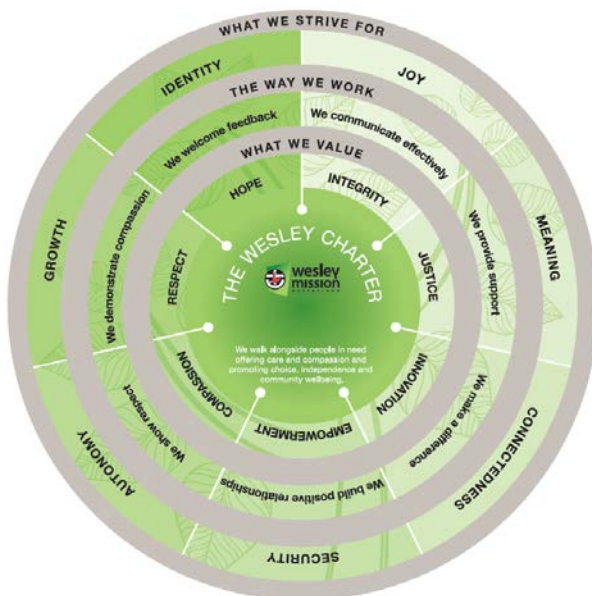 WHAT WE STRIVE FOR
IDENTITY
JOY
MEANING
CONNECTEDNESS
SECURITY
AUTONOMY
GROWTH
THE WAY WE WORK
We welcome feedback
We communicate effectively
We provide support
We make a difference
We build positive relationships
We show respect
We demonstrate compassion
WHAT WE VALUE
HOPE
INTEGRITY
JUSTICE
INNOVATION
EMPOWERMENT
COMPASSION
RESPECT
THE WESLEY CHARTER
wesley
mission
QUEENSLAND
We walk alongside people in need
offering care and compassion and
promoting choice, independence and
community wellbeing.